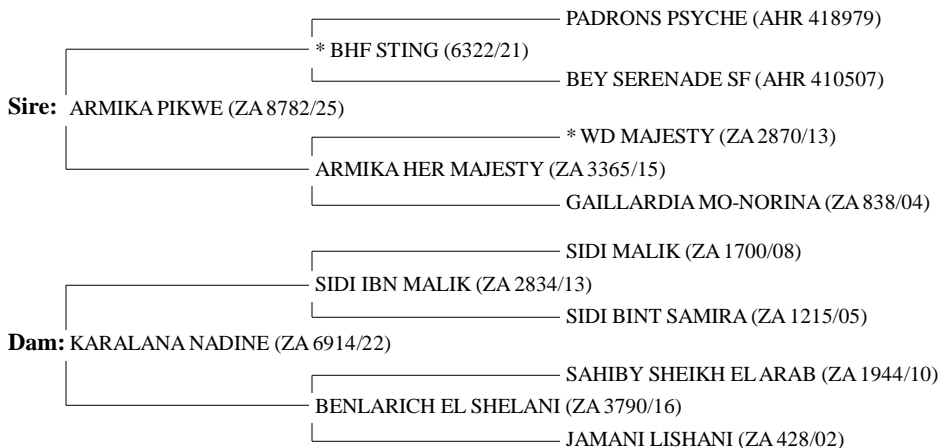 PADRONS PSYCHE (AHR 418979)
* BHF STING (6322/21)
BEY SERENADE SF (AHR 410507)
Sire: ARMIKA PIKWE (ZA 8782/25)
* WD MAJESTY (ZA 2870/13)
ARMIKA HER MAJESTY (ZA 3365/15)
GAILLARDIA MO-NORINA (ZA 838/04)
SIDI MALIK (ZA 1700/08)
SIDI IBN MALIK (ZA 2834/13)
SIDI BINT SAMIRA (ZA 1215/05)
Dam: KARALANA NADINE (ZA 6914/22)
SAHIBY SHEIKH EL ARAB (ZA 1944/10)
BENLARICH EL SHELANI (ZA 3790/16)
JAMANI LISHANI (ZA 428/02)